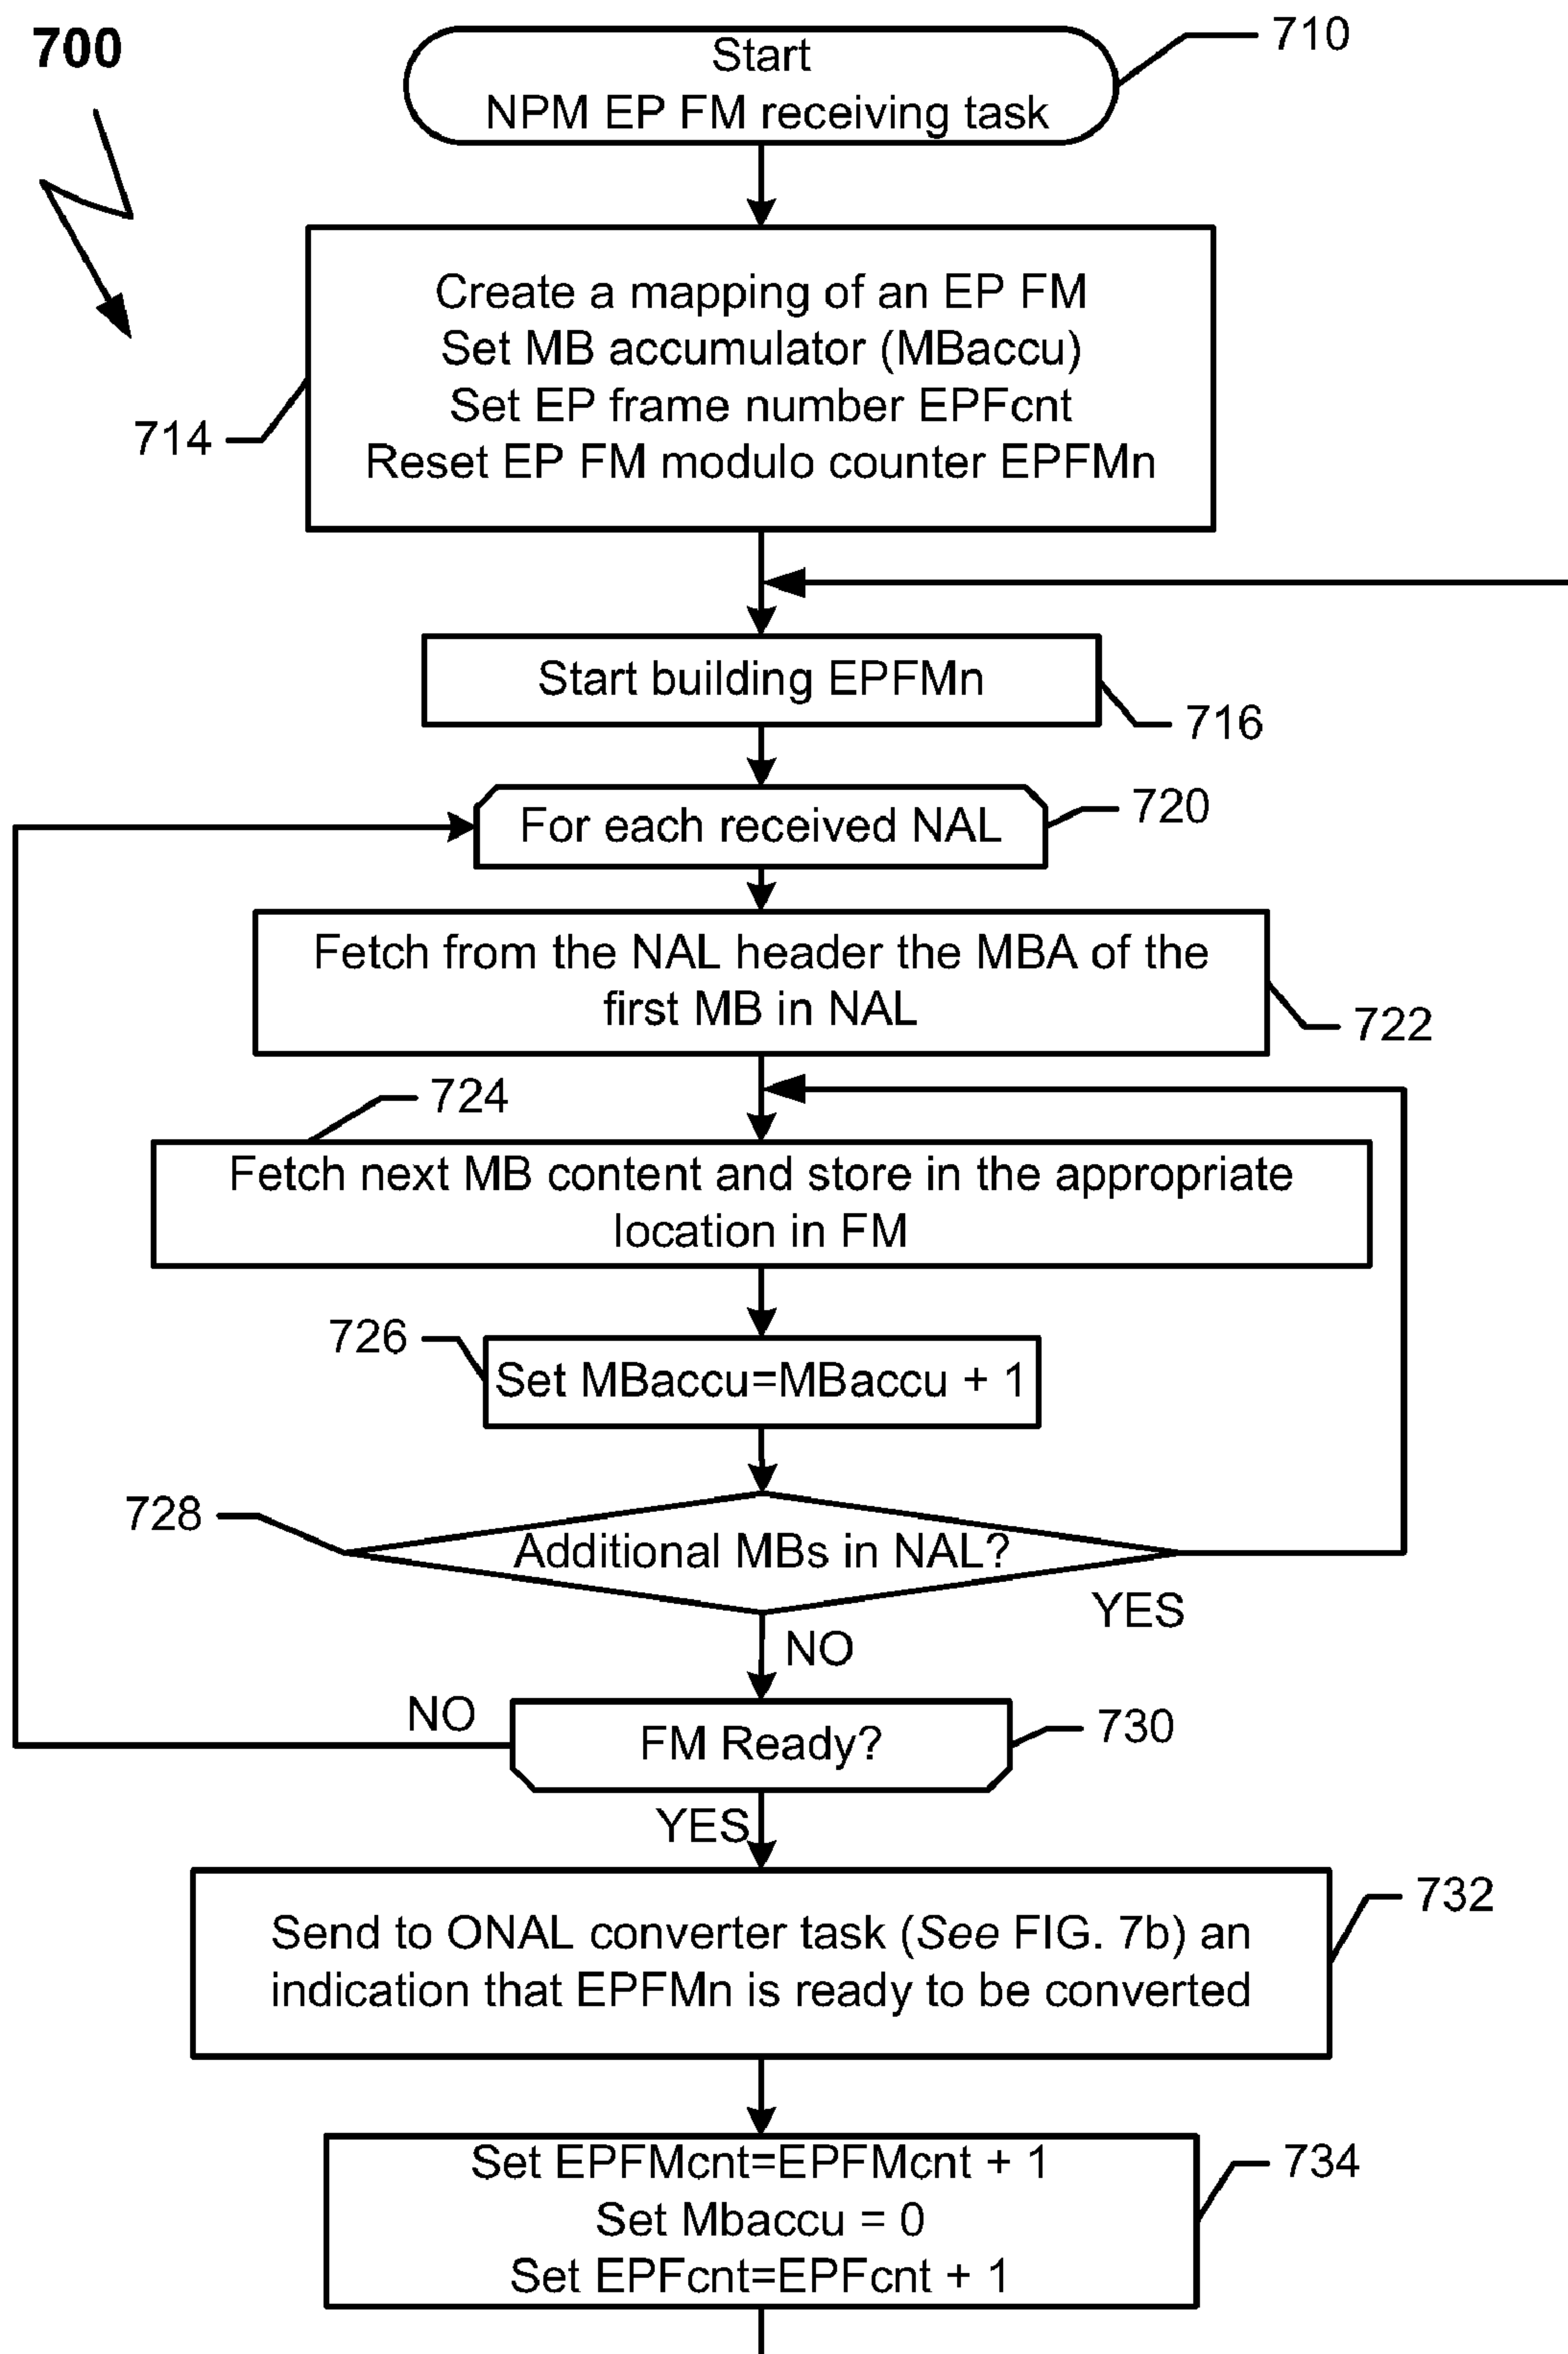 700
710
Start
NPM EP FM receiving task
Create a mapping of an EP FM
Set MB accumulator (MBaccu)
Set EP frame number EPFcnt
Reset EP FM modulo counter EPFMn
714
Start building EPFMn
716
For each received NAL
720
Fetch from the NAL header the MBA of the
first MB in NAL
722
724
Fetch next MB content and store in the appropriate
location in FM
726
Set MBaccu=MBaccu + 1
728
Additional MBs in NAL?
YES
NO
NO
FM Ready?
730
YES
Send to ONAL converter task (See FIG. 7b) an
indication that EPFMn is ready to be converted
732
Set EPFMcnt=EPFMcnt + 1
Set Mbaccu = 0
Set EPFcnt=EPFcnt + 1
734